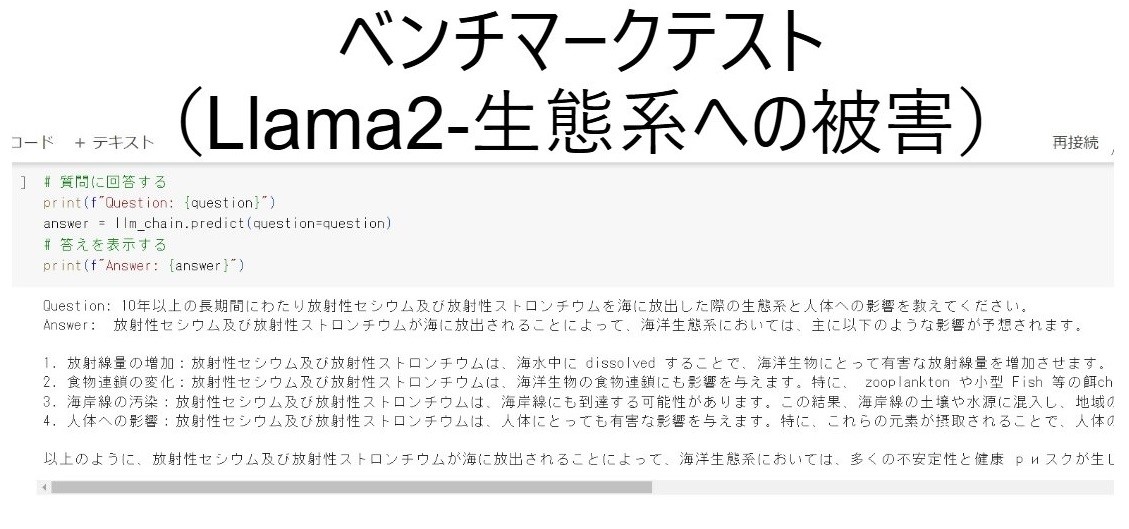 ベンチマークテスト
（Llama2-生態系への被害）
コード + テキスト
再接続
] # 質問に回答する
print(f"Question: {question}")
answer = llm_chain.predict(question=question)
# 答えを表示する
print(f"Answer: {answer}")
Question: 10年以上の長期間にわたり放射性セシウム及び放射性ストロンチウムを海に放出した際の生態系と人体への影響を教えてください。
Answer: 放射性セシウム及び放射性ストロンチウムが海に放出されることによって、海洋生態系においては、主に以下のような影響が予想されます。
1. 放射線量の増加：放射性セシウム及び放射性ストロンチウムは、海水中に dissolved することで、海洋生物にとって有害な放射線量を増加させます。
2. 食物連鎖の変化：放射性セシウム及び放射性ストロンチウムは、海洋生物の食物連鎖にも影響を与えます。特に、 zooplankton や小型 Fish 等の餌ch
3. 海岸線の汚染：放射性セシウム及び放射性ストロンチウムは、海岸線にも到達する可能性があります。この結果、海岸線の土壌や水源に混入し、地域の
4. 人体への影響：放射性セシウム及び放射性ストロンチウムは、人体にとっても有害な影響を与えます。特に、これらの元素が摂取されることで、人体の
以上のように、放射性セシウム及び放射性ストロンチウムが海に放出されることによって、海洋生態系においては、多くの不安定性と健康 рискが生し